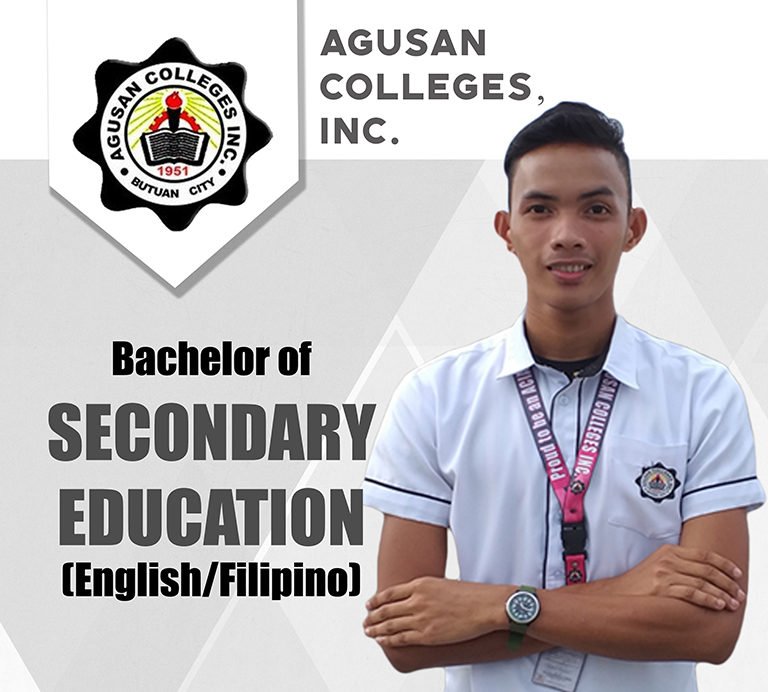 AGUSAN
COLLEGES,
INC.
AGUSAN COLLEGES INC.
1951
BUTUAN CITY
Bachelor of
SECONDARY
EDUCATION
(English/Filipino)
Proud to be an ACI
SAN COLLEGES INC.